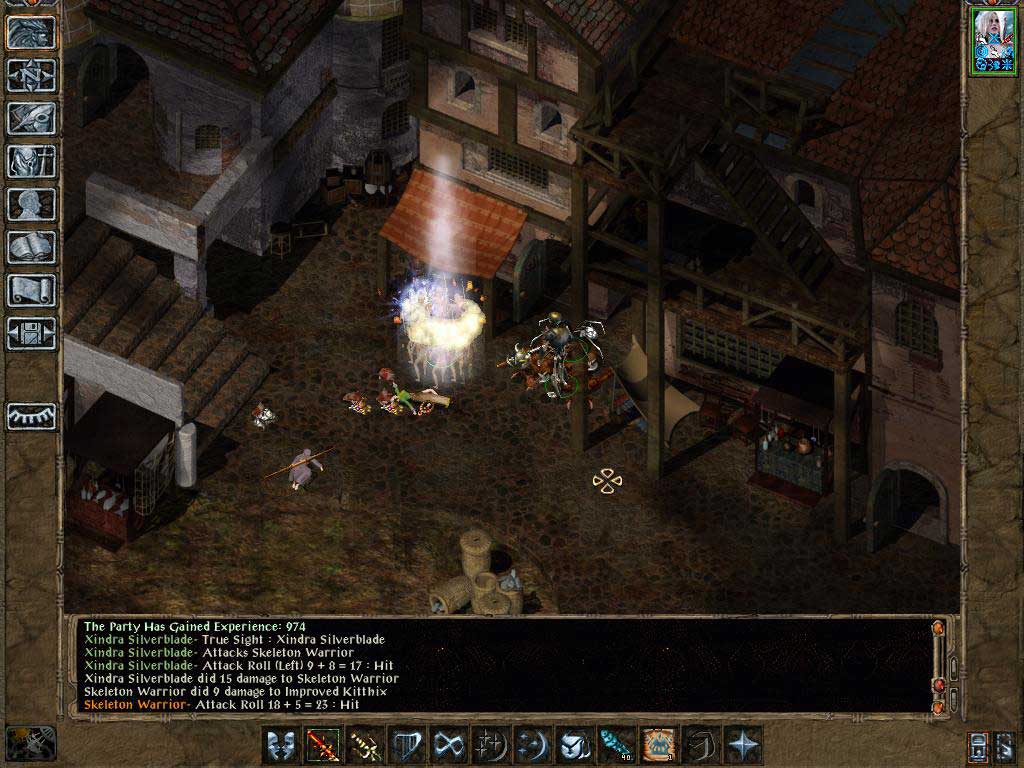 The Party Has Gained Experience: 974
Xindra Silverblade- True Sight : Xindra Silverblade
Xindra Silverblade- Attacks Skeleton Warrior
Xindra Silverblade- Attack Roll (Left) 9 + 8 = 17 : Hit
Xindra Silverblade did 15 damage to Skeleton Warrior
Skeleton Warrior did 9 damage to Improved Kitthix
Skeleton Warrior- Attack Roll 18 + 5 = 23 : Hit
40
1